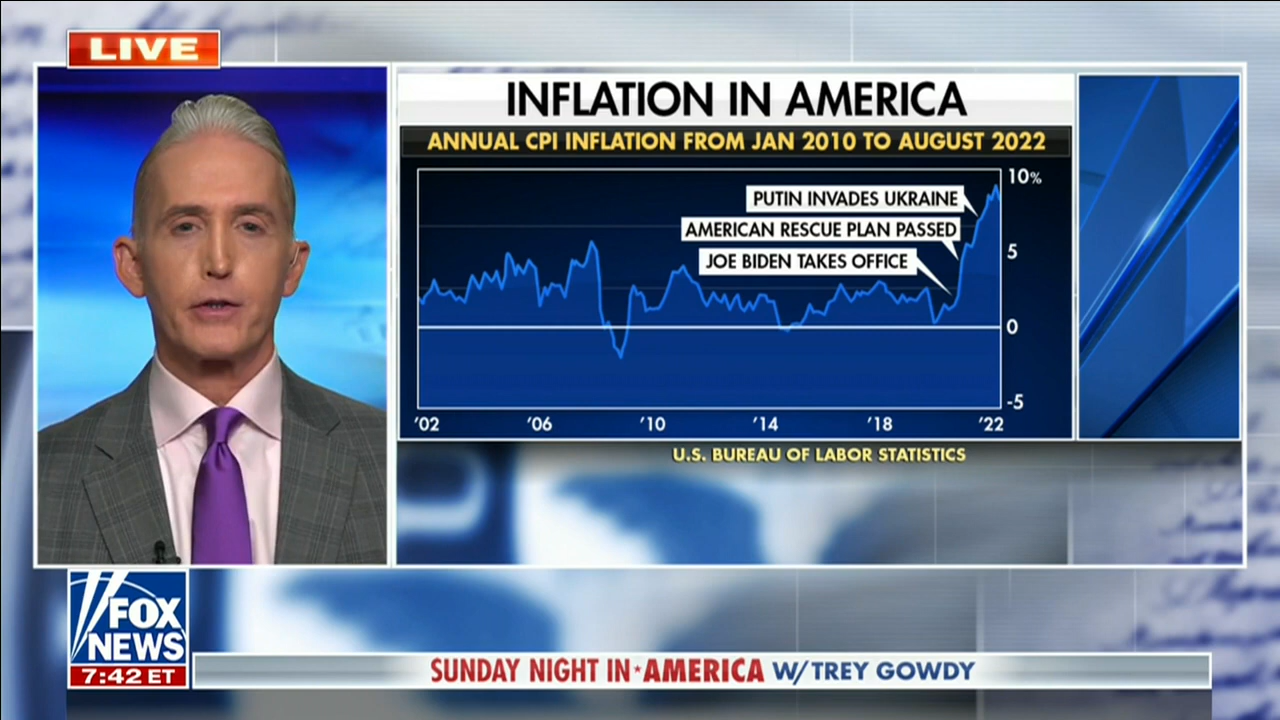 LIVE
INFLATION IN AMERICA
ANNUAL CPI INFLATION FROM JAN 2010 TO AUGUST 2022
10%
PUTIN INVADES UKRAINE
AMERICAN RESCUE PLAN PASSED
5
JOE BIDEN TAKES OFFICE
0
-5
'02 '06 '10 '14 '18 '22
U.S. BUREAU OF LABOR STATISTICS
FOX
NEWS
7:42 ET
SUNDAY NIGHT IN★AMERICA W/TREY GOWDY